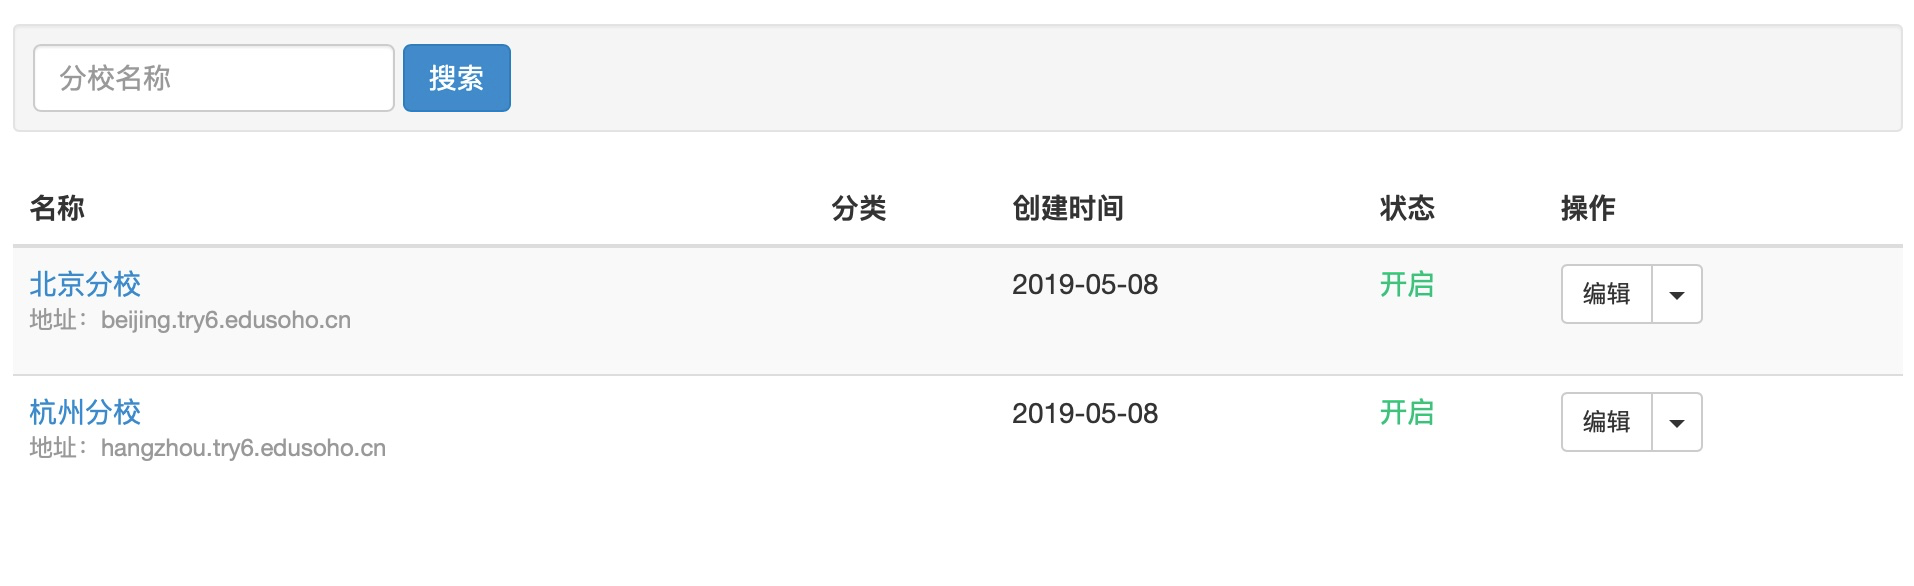 分校名称 搜索
名称 分类 创建时间 状态 操作
北京分校 2019-05-08 开启 编辑
地址：beijing.try6.edusoho.cn
杭州分校 2019-05-08 开启 编辑
地址：hangzhou.try6.edusoho.cn